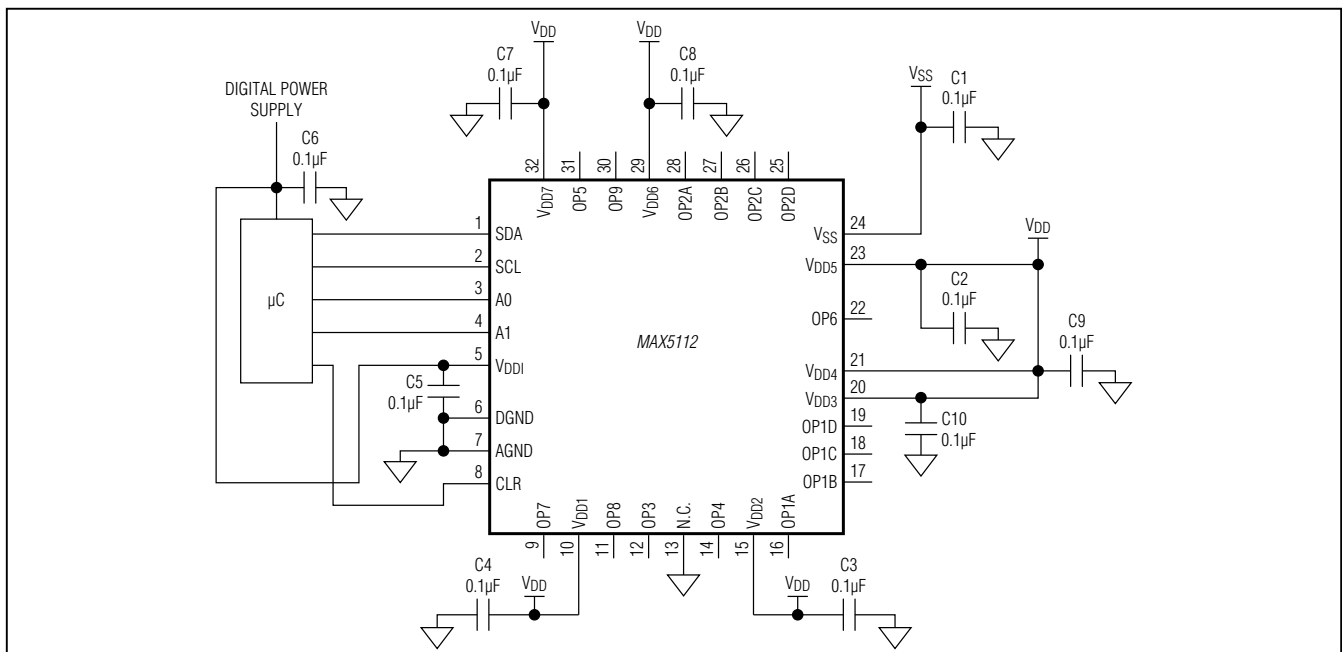 VDD
VDD
C7
0.1µF
C8
0.1µF
VSS
C1
0.1µF
DIGITAL POWER
SUPPLY
C6
0.1µF
32
31
30
29
28
27
26
25
VDD7
OP5
OP9
VDD6
OP2A
OP2B
OP2C
OP2D
µC
1
SDA
2
SCL
3
A0
4
A1
5
VDDI
6
DGND
7
AGND
8
CLR
C5
0.1µF
MAX5112
VSS
24
VDD5
23
OP6
22
VDD4
21
VDD3
20
OP1D
19
OP1C
18
OP1B
17
VDD
C2
0.1µF
C9
0.1µF
C10
0.1µF
OP7
VDD1
OP8
OP3
N.C.
OP4
VDD2
OP1A
9
10
11
12
13
14
15
16
C4
0.1µF
VDD
VDD
C3
0.1µF